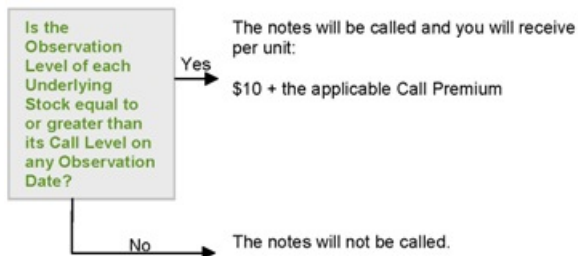 Is the
Observation
Level of each
Underlying
Stock equal to
or greater than
its Call Level on
any Observation
Date?
Yes
The notes will be called and you will receive
per unit:
$10 + the applicable Call Premium
No
The notes will not be called.